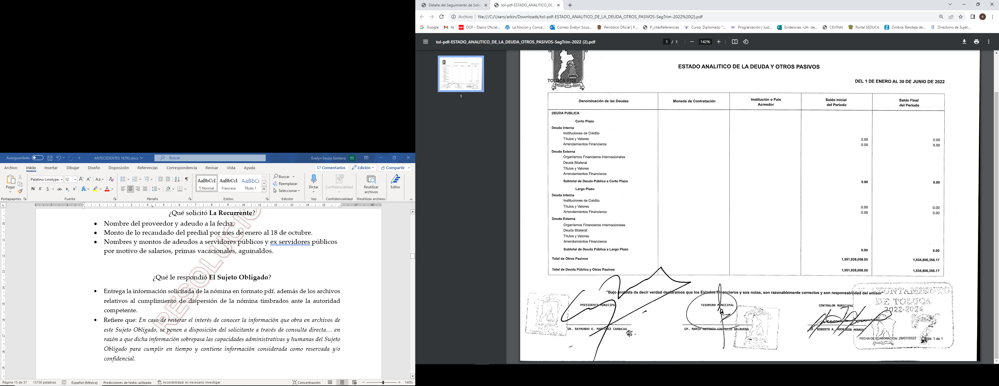 Autoguardado
ANTECEDENTES 16792.docx
Buscar
Evelyn Souza Santana
ES
Archivo
Inicio
Insertar
Dibujar
Diseño
Disposición
Referencias
Correspondencia
Revisar
Vista
Ayuda
Comentarios
Edición
Compartir
Pegar
Palatino Linotype
12
N K S ab x₂ x²
AaBbCcI AaBbCcI AaBbC
¶ Normal Francesa Título 1
Buscar
Reemplazar
Seleccionar
Dictar
Confidencialidad
Reutilizar archivos
Editor
Portapapeles
Fuente
Párrafo
Estilos
Edición
Voz
Confidencialidad
Reutilizar archivos
RESOLUCIÓ
¿Qué solicitó La Recurrente?
• Nombre del proveedor y adeudo a la fecha.
• Monto de lo recaudado del predial por mes de enero al 18 de octubre.
• Nombres y montos de adeudos a servidores públicos y ex servidores públicos
por motivo de salarios, primas vacacionales, aguinaldos.
¿Qué le respondió El Sujeto Obligado?
• Entrega la información solicitada de la nómina en formato pdf. además de los archivos
relativos al cumplimiento de dispersión de la nómina timbrados ante la autoridad
competente.
• Refiere que: En caso de reiterar el interés de conocer la información que obra en archivos de
este Sujeto Obligado, se ponen a disposición del solicitante a través de consulta directa… en
razón a que dicha información sobrepasa las capacidades administrativas y humanas del Sujeto
Obligado para cumplir en tiempo y contiene información considerada como reservada y/o
confidencial.
Página 15 de 57
13736 palabras
Español (México)
Predicciones de texto: activado
Accesibilidad: es necesario investigar
Concentración
140%
Detalle del Seguimiento de Solic
tol-pdf-ESTADO_ANALITICO_DE_
Archivo
file:///C:/Users/arkin/Downloads/tol-pdf-ESTADO_ANALITICO_DE_LA_DEUDA_OTROS_PASIVOS-SegTrim-2022%20(2).pdf
e
Google
fa
DOF - Diario Oficial...
La Nocion y Conce...
Correo: Evelyn Souz...
Periódico Oficial | P...
P_citasReferencias
Curso: Diplomado "...
Programación | Just...
Evidencias -UA- de...
CEVINAI
Portal SEDUCA
Zimbra: Bandeja de...
Directorio de Sujet...
tol-pdf-ESTADO_ANALITICO_DE_LA_DEUDA_OTROS_PASIVOS-SegTrim-2022 (2).pdf
1 / 1
142%
1
ESTADO ANALITICO DE LA DEUDA Y OTROS PASIVOS
TOLUCA 0108
DEL 1 DE ENERO AL 30 DE JUNIO DE 2022
Denominación de las Deudas
Moneda de Contratación
Institución o Pais
Acreedor
Saldo Inicial
del Periodo
Saldo Final
del Periodo
DEUDA PUBLICA
Corto Plazo
Deuda Interna
Instituciones de Crédito
Títulos y Valores 0.00 0.00
Arrendamientos Financieros 0.00 0.00
Deuda Externa
Organismos Financieros Internacionales
Deuda Bilateral
Títulos y Valores
Arrendamientos Financieros
Subtotal de Deuda Pública a Corto Plazo 0.00 0.00
Largo Plazo
Deuda Interna
Instituciones de Crédito
Títulos y Valores 0.00 0.00
Arrendamientos Financieros 0.00 0.00
Deuda Externa
Organismos Financieros Internacionales
Deuda Bilateral
Títulos y Valores
Arrendamientos Financieros
Subtotal de Deuda Pública a Largo Plazo 0.00 0.00
Total de Otros Pasivos 1,551,928,058.05 1,534,806,356.17
Total de Deuda Pública y Otros Pasivos 1,551,928,058.05 1,534,806,356.17
"Bajo protesta de decir verdad declaramos que los Estados Financieros y sus notas, son razonablemente correctos y son responsabilidad del emisor"
AYUNTAMIENTO
DE TOLUCA
2022-2024
PRESIDENTE MUNICIPAL
TESORERO MUNICIPAL
CONTRALOR MUNICIPAL
DR. RAYMUNDO E. MARTÍNEZ CARBAJAL
CP. MARIO ANTONIO CASTILLO BALBUENA
CP. ROBERTO A. MODRAGON MONROY
FECHA DE ELABORACION: 26/07/2022
Hoja: 1 de 1